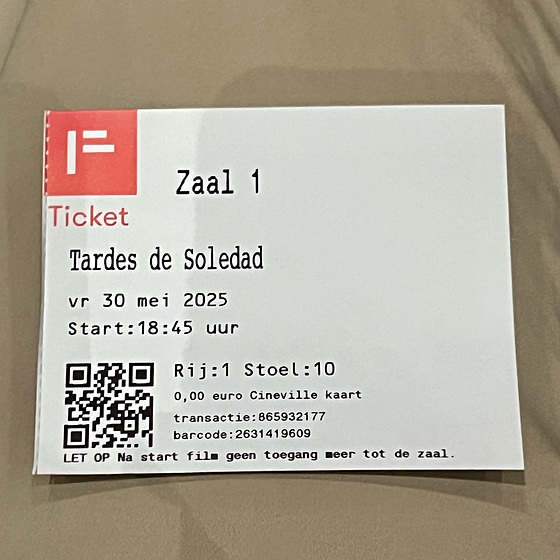 Zaal 1
Ticket
Tardes de Soledad
vr 30 mei 2025
Start:18:45 uur
Rij:1 Stoel:10
0,00 euro Cineville kaart
transactie:865932177
barcode:2631419609
LET OP Na start film geen toegang meer tot de zaal.